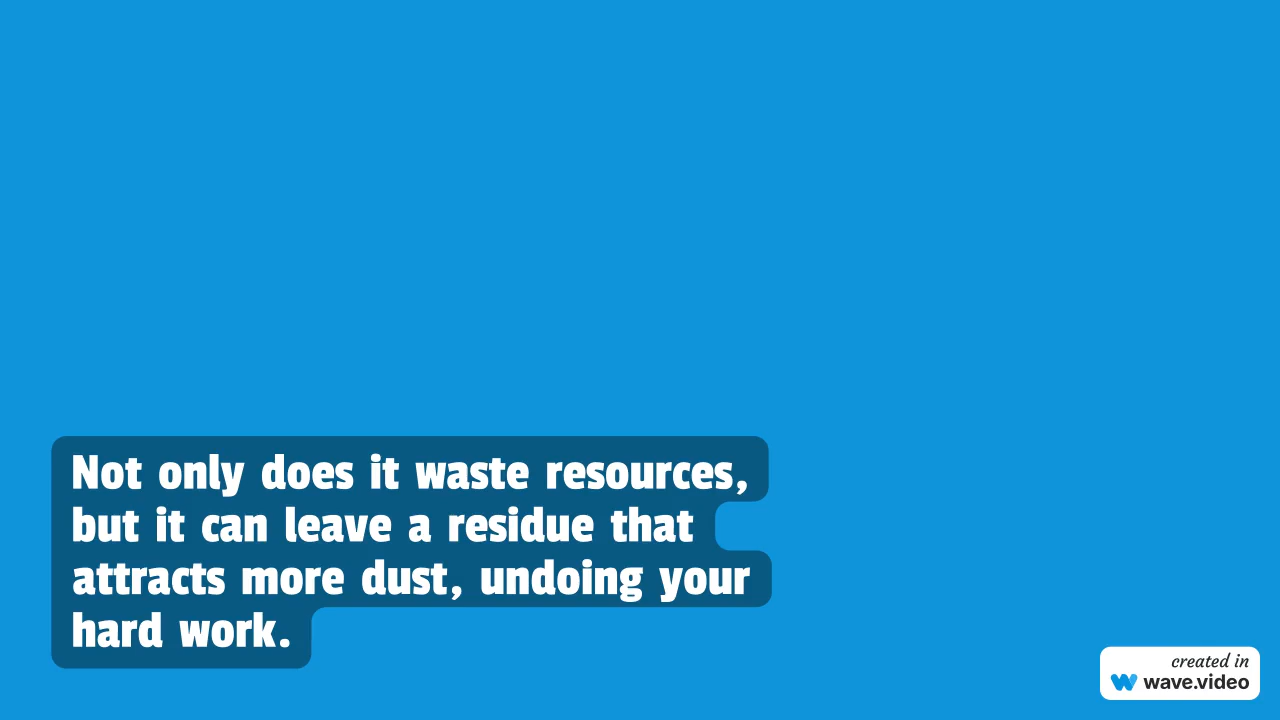 Not only does it waste resources,
but it can leave a residue that
attracts more dust, undoing your
hard work.
created in
wave.video